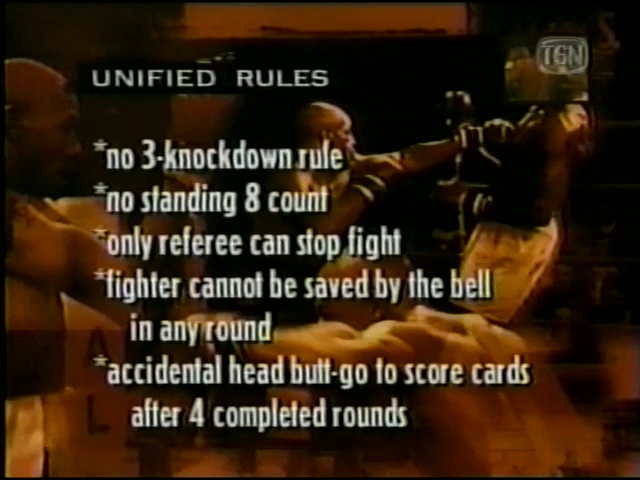 TGN
UNIFIED RULES
*no 3-knockdown rule
*no standing 8 count
*only referee can stop fight
*fighter cannot be saved by the bell
in any round
*accidental head butt-go to score cards
after 4 completed rounds
A
L